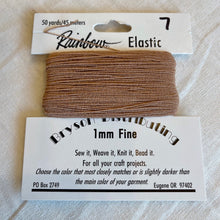 50 yards/45 meters
7
Rainbow Elastic
Bryson Distributing
1mm Fine
Sew it, Weave it, Knit it, Bead it.
For all your craft projects.
Choose the color that most closely matches or is slightly darker than
the main color of your garment.
PO Box 2749 Eugene OR 97402